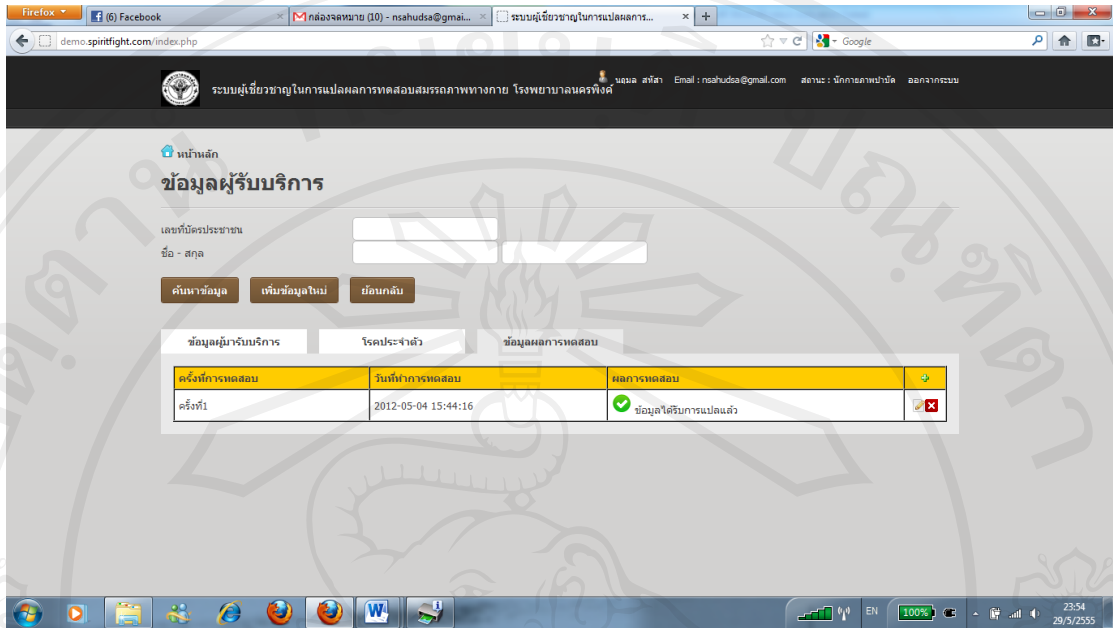 Firefox
(6) Facebook
กล่องจดหมาย (10) - nsahudsa@gmai...
ระบบผู้เชี่ยวชาญในการแปลผลการ...
demo.spiritfight.com/index.php
Google
ระบบผู้เชี่ยวชาญในการแปลผลการทดสอบสมรรถภาพทางกาย โรงพยาบาลนครพิงค์
นฤมล สหัสา Email : nsahudsa@gmail.com สถานะ : นักกายภาพบำบัด ออกจากระบบ
หน้าหลัก
ข้อมูลผู้รับบริการ
เลขที่บัตรประชาชน
ชื่อ - สกุล
ค้นหาข้อมูล เพิ่มข้อมูลใหม่ ย้อนกลับ
ข้อมูลผู้มารับบริการ โรคประจำตัว ข้อมูลผลการทดสอบ
ครั้งที่การทดสอบ วันที่ทำการทดสอบ ผลการทดสอบ
ครั้งที่1 2012-05-04 15:44:16 ข้อมูลได้รับการแปลแล้ว
EN 100% 23:54
29/5/2555